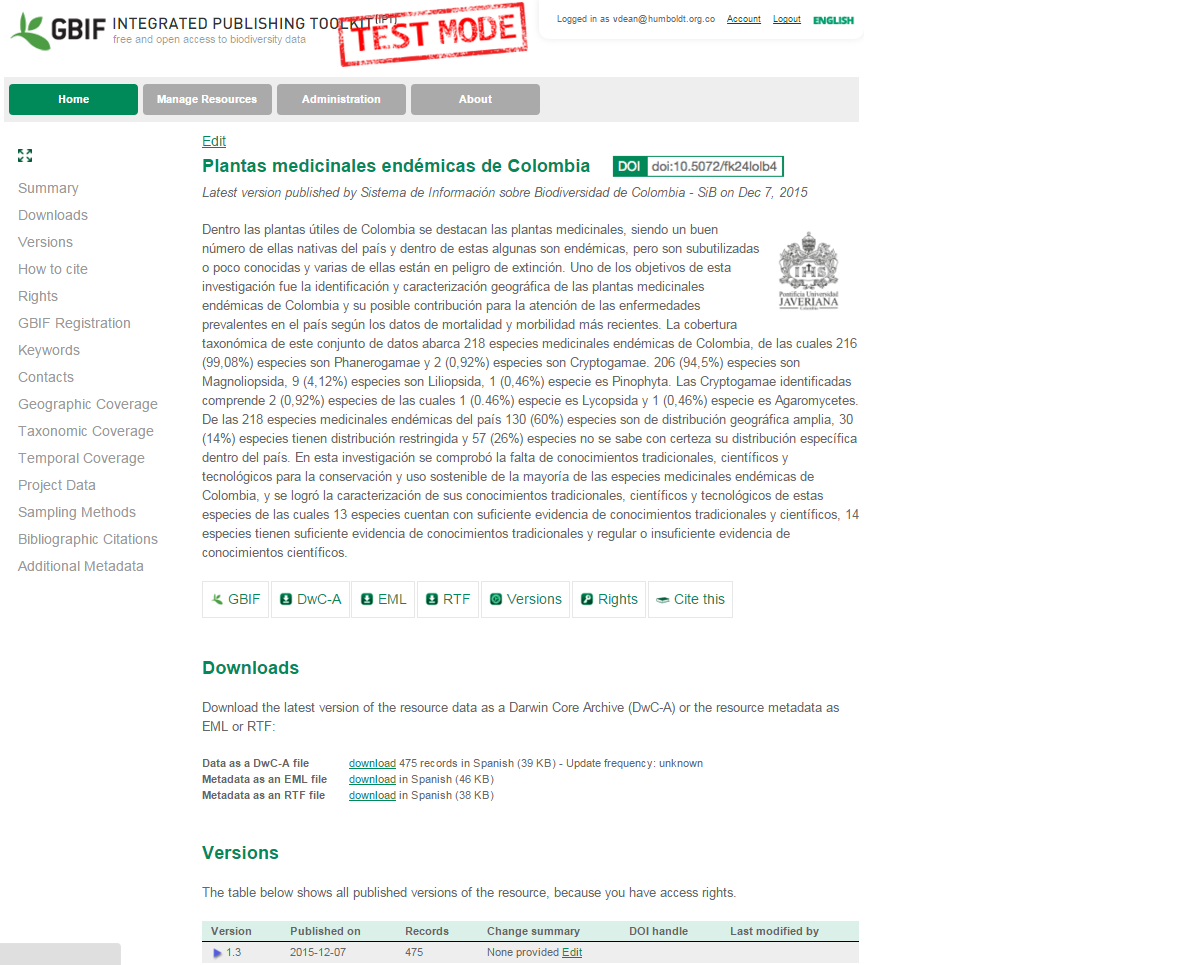 GBIF INTEGRATED PUBLISHING TOOLKIT(IPT)
free and open access to biodiversity data
TEST MODE
Logged in as vdean@humboldt.org.co Account Logout ENGLISH
Home Manage Resources Administration About
Edit
Plantas medicinales endémicas de Colombia DOI doi:10.5072/fk24lolb4
Latest version published by Sistema de Información sobre Biodiversidad de Colombia - SiB on Dec 7, 2015
Summary
Downloads
Versions
How to cite
Rights
GBIF Registration
Keywords
Contacts
Geographic Coverage
Taxonomic Coverage
Temporal Coverage
Project Data
Sampling Methods
Bibliographic Citations
Additional Metadata
Dentro las plantas útiles de Colombia se destacan las plantas medicinales, siendo un buen
número de ellas nativas del país y dentro de estas algunas son endémicas, pero son subutilizadas
o poco conocidas y varias de ellas están en peligro de extinción. Uno de los objetivos de esta
investigación fue la identificación y caracterización geográfica de las plantas medicinales
endémicas de Colombia y su posible contribución para la atención de las enfermedades
prevalentes en el país según los datos de mortalidad y morbilidad más recientes. La cobertura
taxonómica de este conjunto de datos abarca 218 especies medicinales endémicas de Colombia, de las cuales 216
(99,08%) especies son Phanerogamae y 2 (0,92%) especies son Cryptogamae. 206 (94,5%) especies son
Magnoliopsida, 9 (4,12%) especies son Liliopsida, 1 (0,46%) especie es Pinophyta. Las Cryptogamae identificadas
comprende 2 (0,92%) especies de las cuales 1 (0.46%) especie es Lycopsida y 1 (0,46%) especie es Agaromycetes.
De las 218 especies medicinales endémicas del país 130 (60%) especies son de distribución geográfica amplia, 30
(14%) especies tienen distribución restringida y 57 (26%) especies no se sabe con certeza su distribución específica
dentro del país. En esta investigación se comprobó la falta de conocimientos tradicionales, científicos y
tecnológicos para la conservación y uso sostenible de la mayoría de las especies medicinales endémicas de
Colombia, y se logró la caracterización de sus conocimientos tradicionales, científicos y tecnológicos de estas
especies de las cuales 13 especies cuentan con suficiente evidencia de conocimientos tradicionales y científicos, 14
especies tienen suficiente evidencia de conocimientos tradicionales y regular o insuficiente evidencia de
conocimientos científicos.
IHS
Pontificia Universidad
JAVERIANA
Colombia
GBIF DwC-A EML RTF Versions Rights Cite this
Downloads
Download the latest version of the resource data as a Darwin Core Archive (DwC-A) or the resource metadata as
EML or RTF:
Data as a DwC-A file download 475 records in Spanish (39 KB) - Update frequency: unknown
Metadata as an EML file download in Spanish (46 KB)
Metadata as an RTF file download in Spanish (38 KB)
Versions
The table below shows all published versions of the resource, because you have access rights.
Version Published on Records Change summary DOI handle Last modified by
1.3 2015-12-07 475 None provided Edit